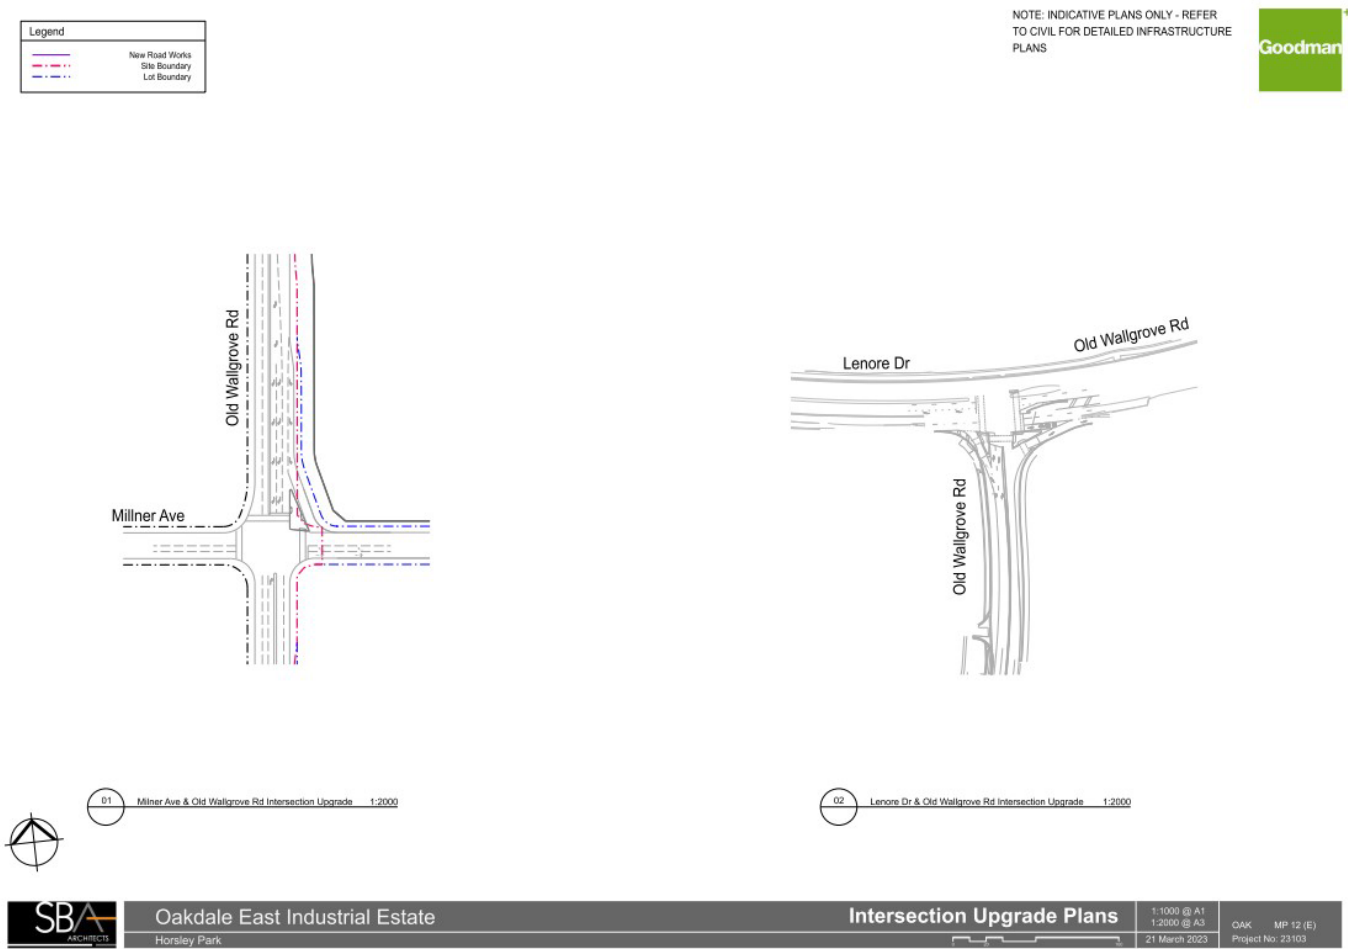 Legend
New Road Works
Site Boundary
Lot Boundary
NOTE: INDICATIVE PLANS ONLY - REFER
TO CIVIL FOR DETAILED INFRASTRUCTURE
PLANS
Goodman
Old Wallgrove Rd
Millner Ave
Lenore Dr
Old Wallgrove Rd
Old Wallgrove Rd
01 Milner Ave & Old Wallgrove Rd Intersection Upgrade 1:2000
02 Lenore Dr & Old Wallgrove Rd Intersection Upgrade 1:2000
SBA
ARCHITECTS
Oakdale East Industrial Estate
Horsley Park
Intersection Upgrade Plans
1:1000 @ A1
1:2000 @ A3
21 March 2023
OAK MP 12 (E)
Project No: 23103